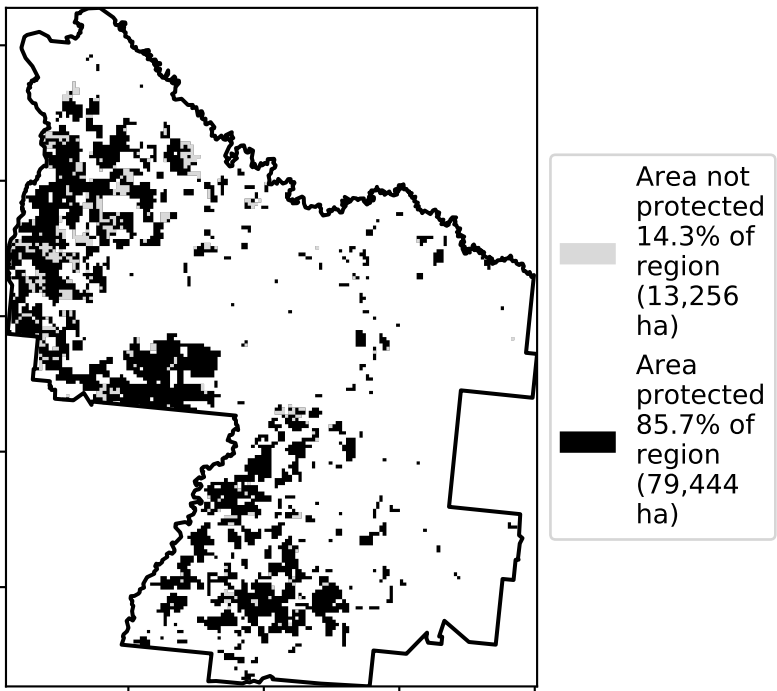 Area not
protected
14.3% of
region
(13,256
ha)
Area
protected
85.7% of
region
(79,444
ha)